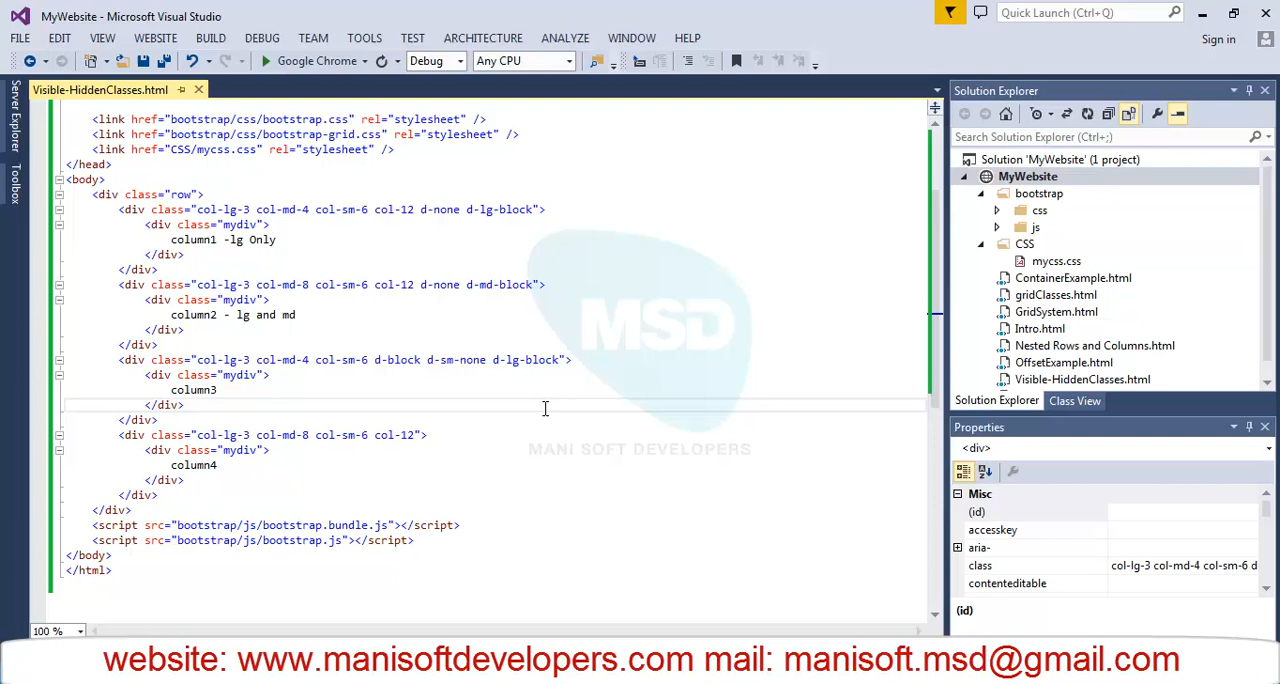 MyWebsite - Microsoft Visual Studio
Quick Launch (Ctrl+Q)
FILE EDIT VIEW WEBSITE BUILD DEBUG TEAM TOOLS TEST ARCHITECTURE ANALYZE WINDOW HELP
Sign in
Google Chrome Debug Any CPU
Server Explorer
Toolbox
Visible-HiddenClasses.html
<link href="bootstrap/css/bootstrap.css" rel="stylesheet" />
<link href="bootstrap/css/bootstrap-grid.css" rel="stylesheet" />
<link href="CSS/mycss.css" rel="stylesheet" />
</head>
<body>
<div class="row">
<div class="col-lg-3 col-md-4 col-sm-6 col-12 d-none d-lg-block">
<div class="mydiv">
column1 -lg Only
</div>
</div>
<div class="col-lg-3 col-md-8 col-sm-6 col-12 d-none d-md-block">
<div class="mydiv">
column2 - lg and md
</div>
</div>
<div class="col-lg-3 col-md-4 col-sm-6 d-block d-sm-none d-lg-block">
<div class="mydiv">
column3
</div>
</div>
<div class="col-lg-3 col-md-8 col-sm-6 col-12">
<div class="mydiv">
column4
</div>
</div>
</div>
<script src="bootstrap/js/bootstrap.bundle.js"></script>
<script src="bootstrap/js/bootstrap.js"></script>
</body>
</html>
100 %
MSD
MANI SOFT DEVELOPERS
Solution Explorer
Search Solution Explorer (Ctrl+;)
Solution 'MyWebsite' (1 project)
MyWebsite
bootstrap
css
js
CSS
mycss.css
ContainerExample.html
gridClasses.html
GridSystem.html
Intro.html
Nested Rows and Columns.html
OffsetExample.html
Visible-HiddenClasses.html
Solution Explorer Class View
Properties
<div>
Misc
(id)
accesskey
aria-
class col-lg-3 col-md-4 col-sm-6 d
contenteditable
(id)
website: www.manisoftdevelopers.com mail: manisoft.msd@gmail.com